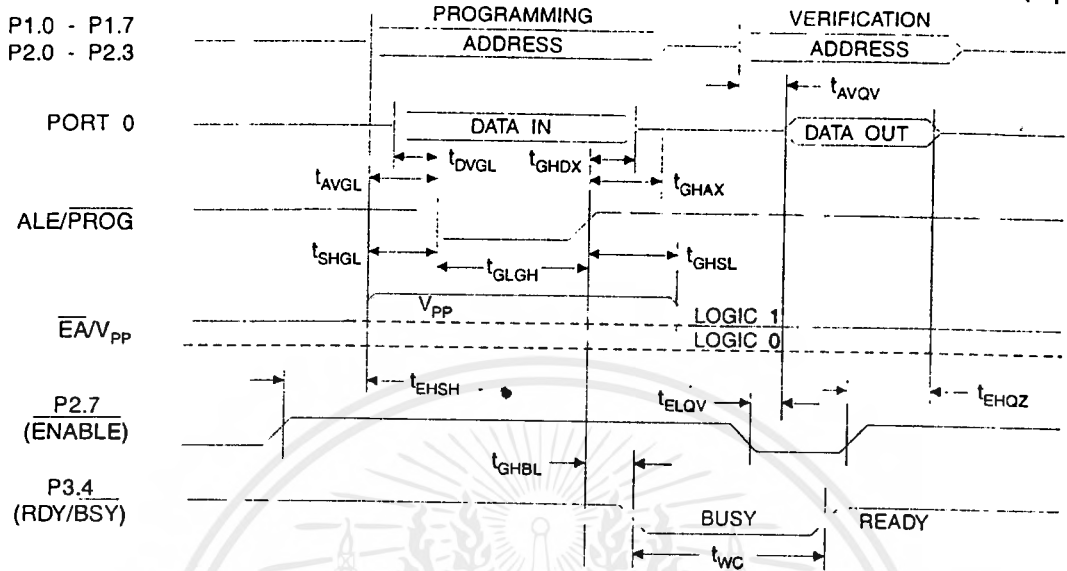 PROGRAMMING
VERIFICATION
P1.0 - P1.7
P2.0 - P2.3
ADDRESS
ADDRESS
tAVQV
PORT 0
DATA IN
DATA OUT
tDVGL
tGHDX
tAVGL
tGHAX
ALE/PROG
tSHGL
tGLGH
tGHSL
VPP
EA/VPP
LOGIC 1
LOGIC 0
tEHSH
tELQV
tEHQZ
P2.7
(ENABLE)
tGHBL
P3.4
(RDY/BSY)
BUSY
READY
tWC